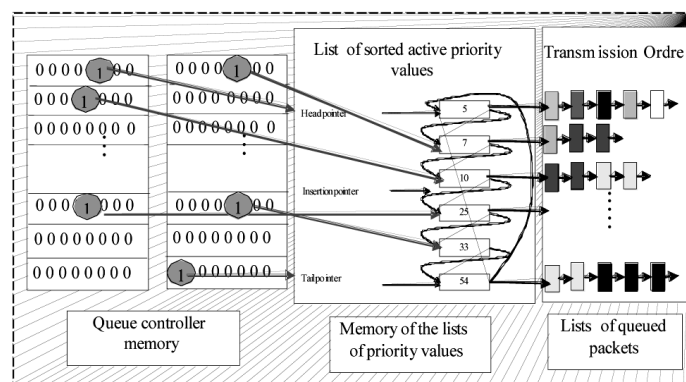 List of sorted active priority
values
Transmission Ordre
0 0 0 0 1 0 0 0
0 0 0 0 1 0 0 0
0 0 0 1 0 0 0 0
0 0 0 0 0 0 0 0
0 0 0 0 0 0 0 0
0 0 0 0 0 0 0 0
0 0 0 1 0 0 0 0
0 0 0 0 1 0 0 0
0 0 0 0 0 0 0 0
0 0 0 0 0 0 0 0
0 0 0 0 0 0 0 0
1 0 0 0 0 0 0 0
Headpointer
Insertionpointer
Tailpointer
5
7
10
25
33
54
Queue controller
memory
Memory of the lists
of priority values
Lists of queued
packets